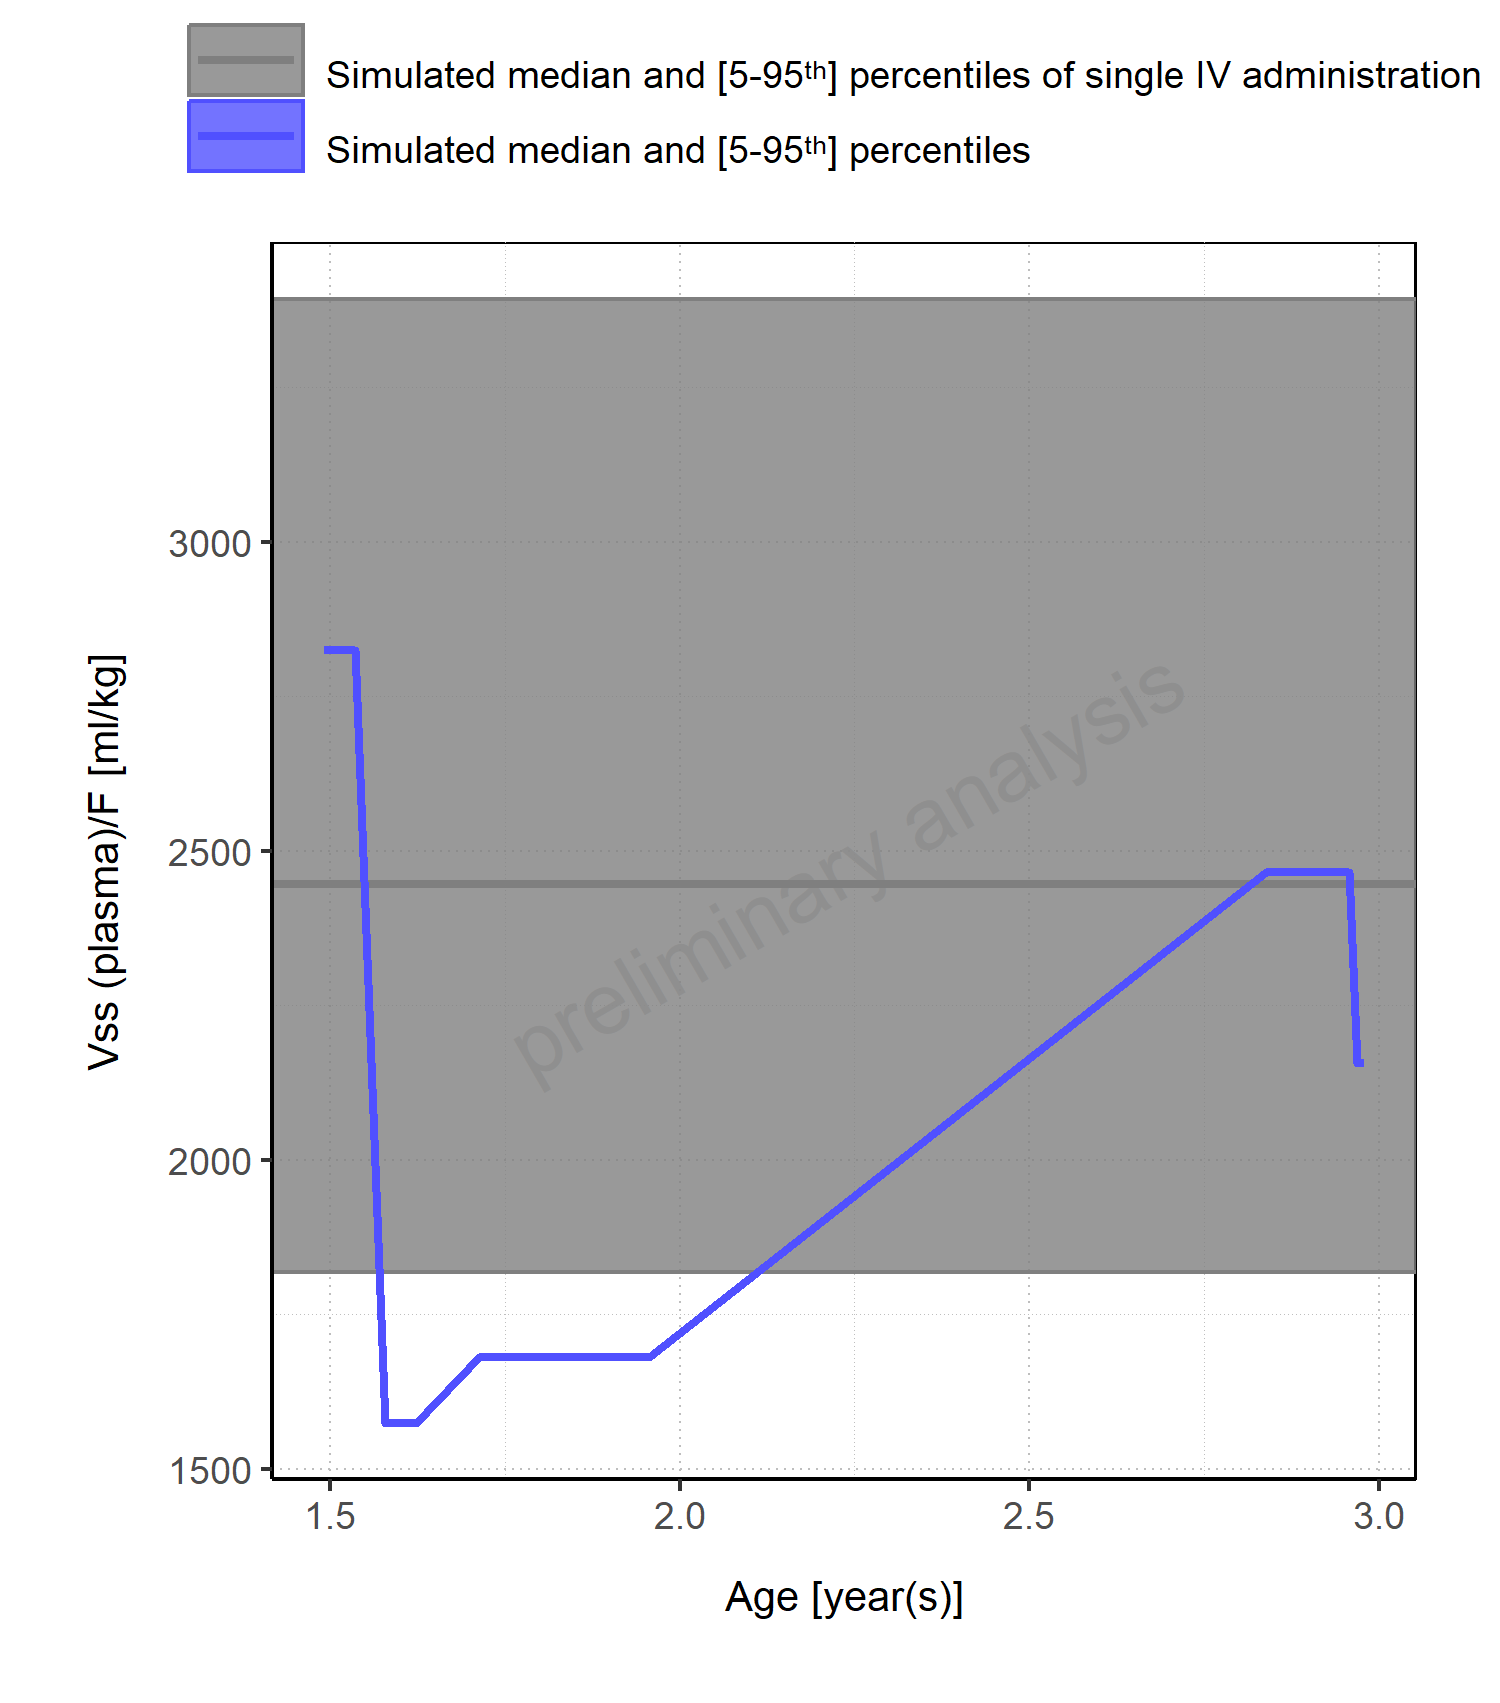 Simulated median and [5-95th] percentiles of single IV administration
Simulated median and [5-95th] percentiles
3000
2500
2000
1500
Vss (plasma)/F [ml/kg]
preliminary analysis
1.5 2.0 2.5 3.0
Age [year(s)]